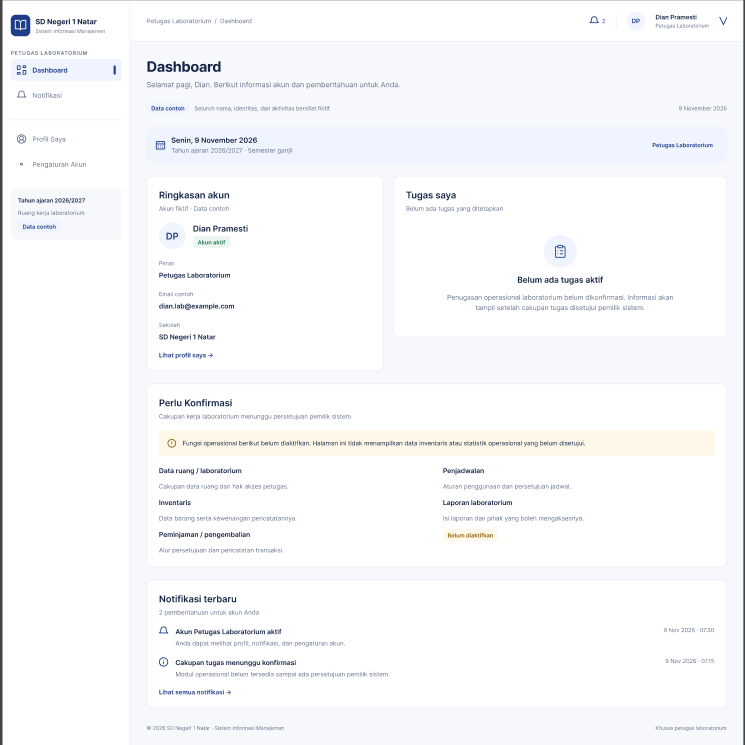 SD Negeri 1 Natar
Sistem Informasi Manajemen
PETUGAS LABORATORIUM
Dashboard
Notifikasi
Profil Saya
Pengaturan Akun
Tahun ajaran 2026/2027
Ruang kerja laboratorium
Data contoh
Petugas Laboratorium / Dashboard
2
DP
Dian Pramesti
Petugas Laboratorium
Dashboard
Selamat pagi, Dian. Berikut informasi akun dan pemberitahuan untuk Anda.
Data contoh Seluruh nama, identitas, dan aktivitas bersifat fiktif.
9 November 2026
Senin, 9 November 2026
Tahun ajaran 2026/2027 · Semester ganjil
Petugas Laboratorium
Ringkasan akun
Akun fiktif · Data contoh
DP
Dian Pramesti
Akun aktif
Peran
Petugas Laboratorium
Email contoh
dian.lab@example.com
Sekolah
SD Negeri 1 Natar
Lihat profil saya →
Tugas saya
Belum ada tugas yang ditetapkan
Belum ada tugas aktif
Penugasan operasional laboratorium belum dikonfirmasi. Informasi akan
tampil setelah cakupan tugas disetujui pemilik sistem.
Perlu Konfirmasi
Cakupan kerja laboratorium menunggu persetujuan pemilik sistem
Fungsi operasional berikut belum diaktifkan. Halaman ini tidak menampilkan data inventaris atau statistik operasional yang belum disetujui.
Data ruang / laboratorium
Cakupan data ruang dan hak akses petugas.
Inventaris
Data barang serta kewenangan pencatatannya.
Peminjaman / pengembalian
Alur persetujuan dan pencatatan transaksi.
Penjadwalan
Aturan penggunaan dan persetujuan jadwal.
Laporan laboratorium
Isi laporan dan pihak yang boleh mengaksesnya.
Belum diaktifkan
Notifikasi terbaru
2 pemberitahuan untuk akun Anda
Akun Petugas Laboratorium aktif
9 Nov 2026 · 07.30
Anda dapat melihat profil, notifikasi, dan pengaturan akun.
Cakupan tugas menunggu konfirmasi
9 Nov 2026 · 07.15
Modul operasional belum tersedia sampai ada persetujuan pemilik sistem.
Lihat semua notifikasi →
© 2026 SD Negeri 1 Natar · Sistem Informasi Manajemen
Khusus petugas laboratorium